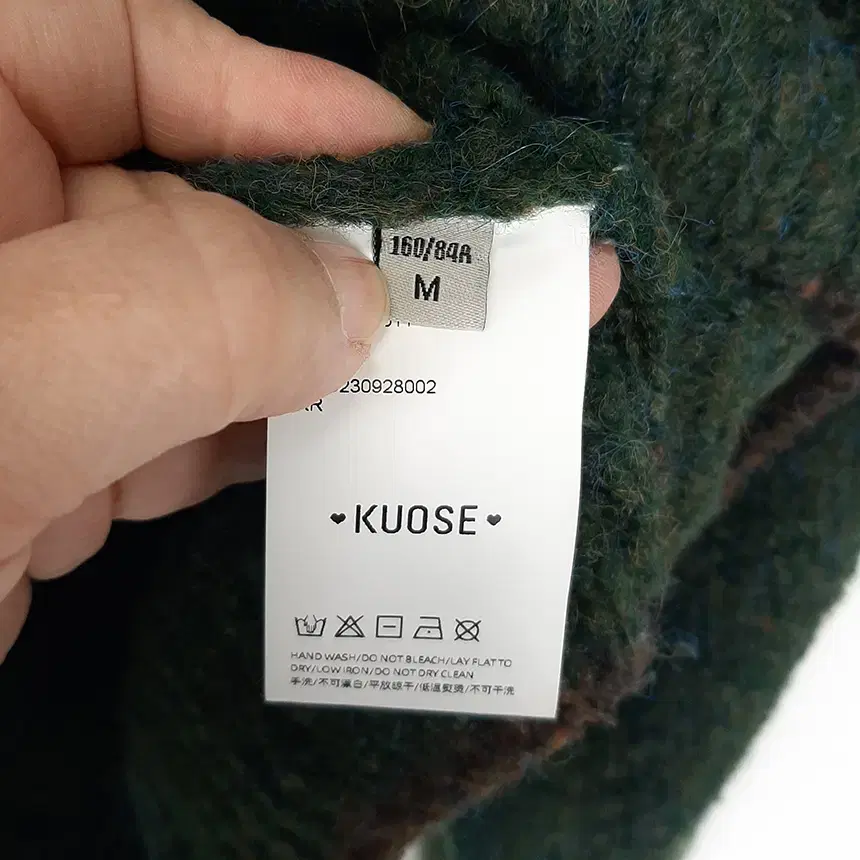 160/84A
M
230928002
♥KUOSE♥
HAND WASH/DO NOT BLEACH/LAY FLAT TO
DRY/LOW IRON/DO NOT DRY CLEAN
手洗/不可漂白/平放晾干/低温熨烫/不可干洗